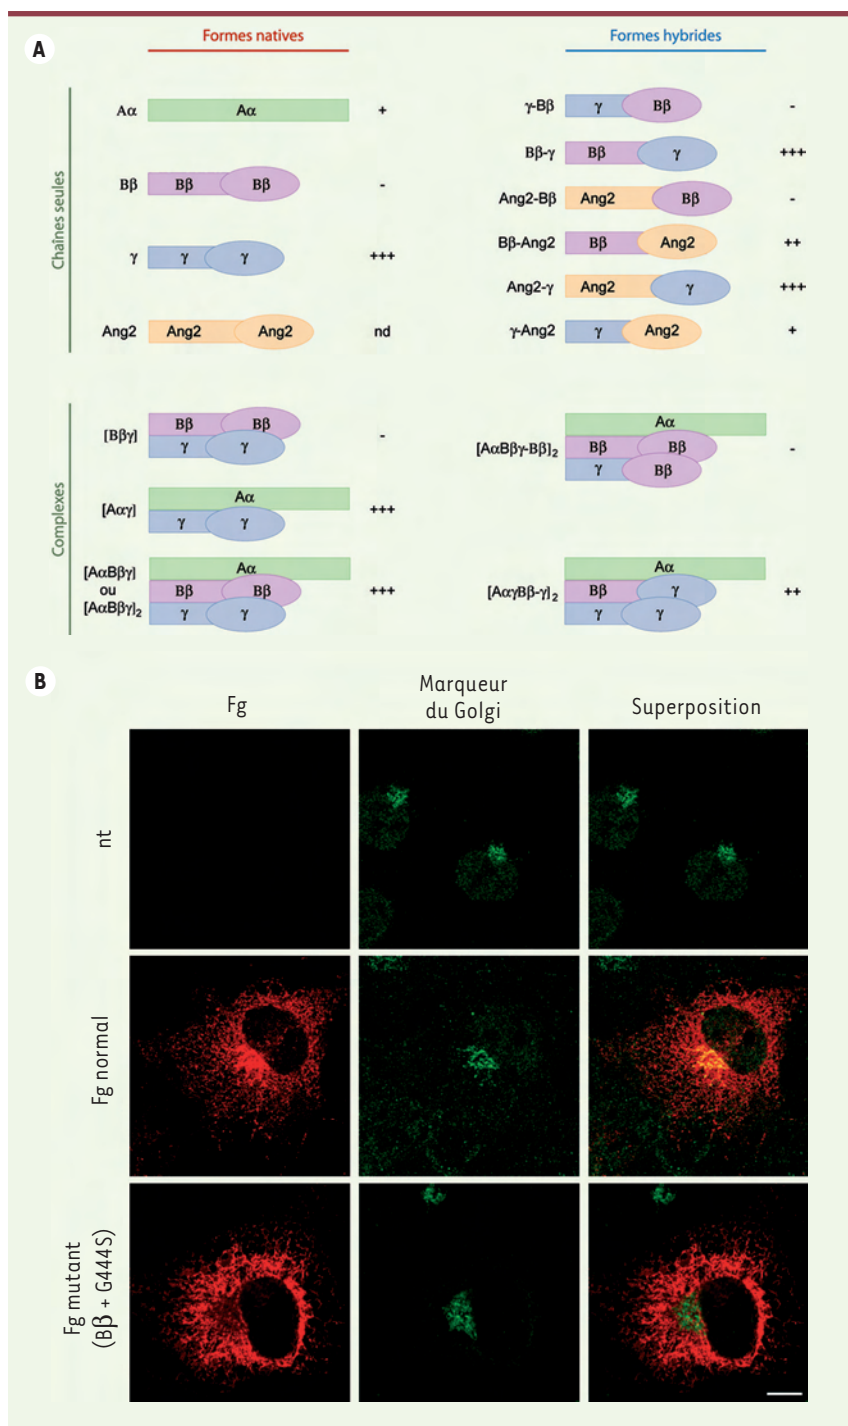 A
Formes natives
Formes hybrides
Chaînes seules
Aα Aα +
Bβ Bβ Bβ -
γ γ γ +++
Ang2 Ang2 Ang2 nd
γ-Bβ γ Bβ -
Bβ-γ Bβ γ +++
Ang2-Bβ Ang2 Bβ -
Bβ-Ang2 Bβ Ang2 ++
Ang2-γ Ang2 γ +++
γ-Ang2 γ Ang2 +
Complexes
[Bβγ] Bβ Bβ γ γ -
[Aαγ] Aα γ γ +++
[AαBβγ]
ou
[AαBβγ]2
Aα
Bβ Bβ +++
γ γ
[AαBβγ-Bβ]2
Aα
Bβ Bβ -
γ Bβ
[AαγBβ-γ]2
Aα
Bβ γ ++
γ γ
B
Fg
Marqueur
du Golgi
Superposition
nt
Fg normal
Fg mutant
(Bβ + G444S)